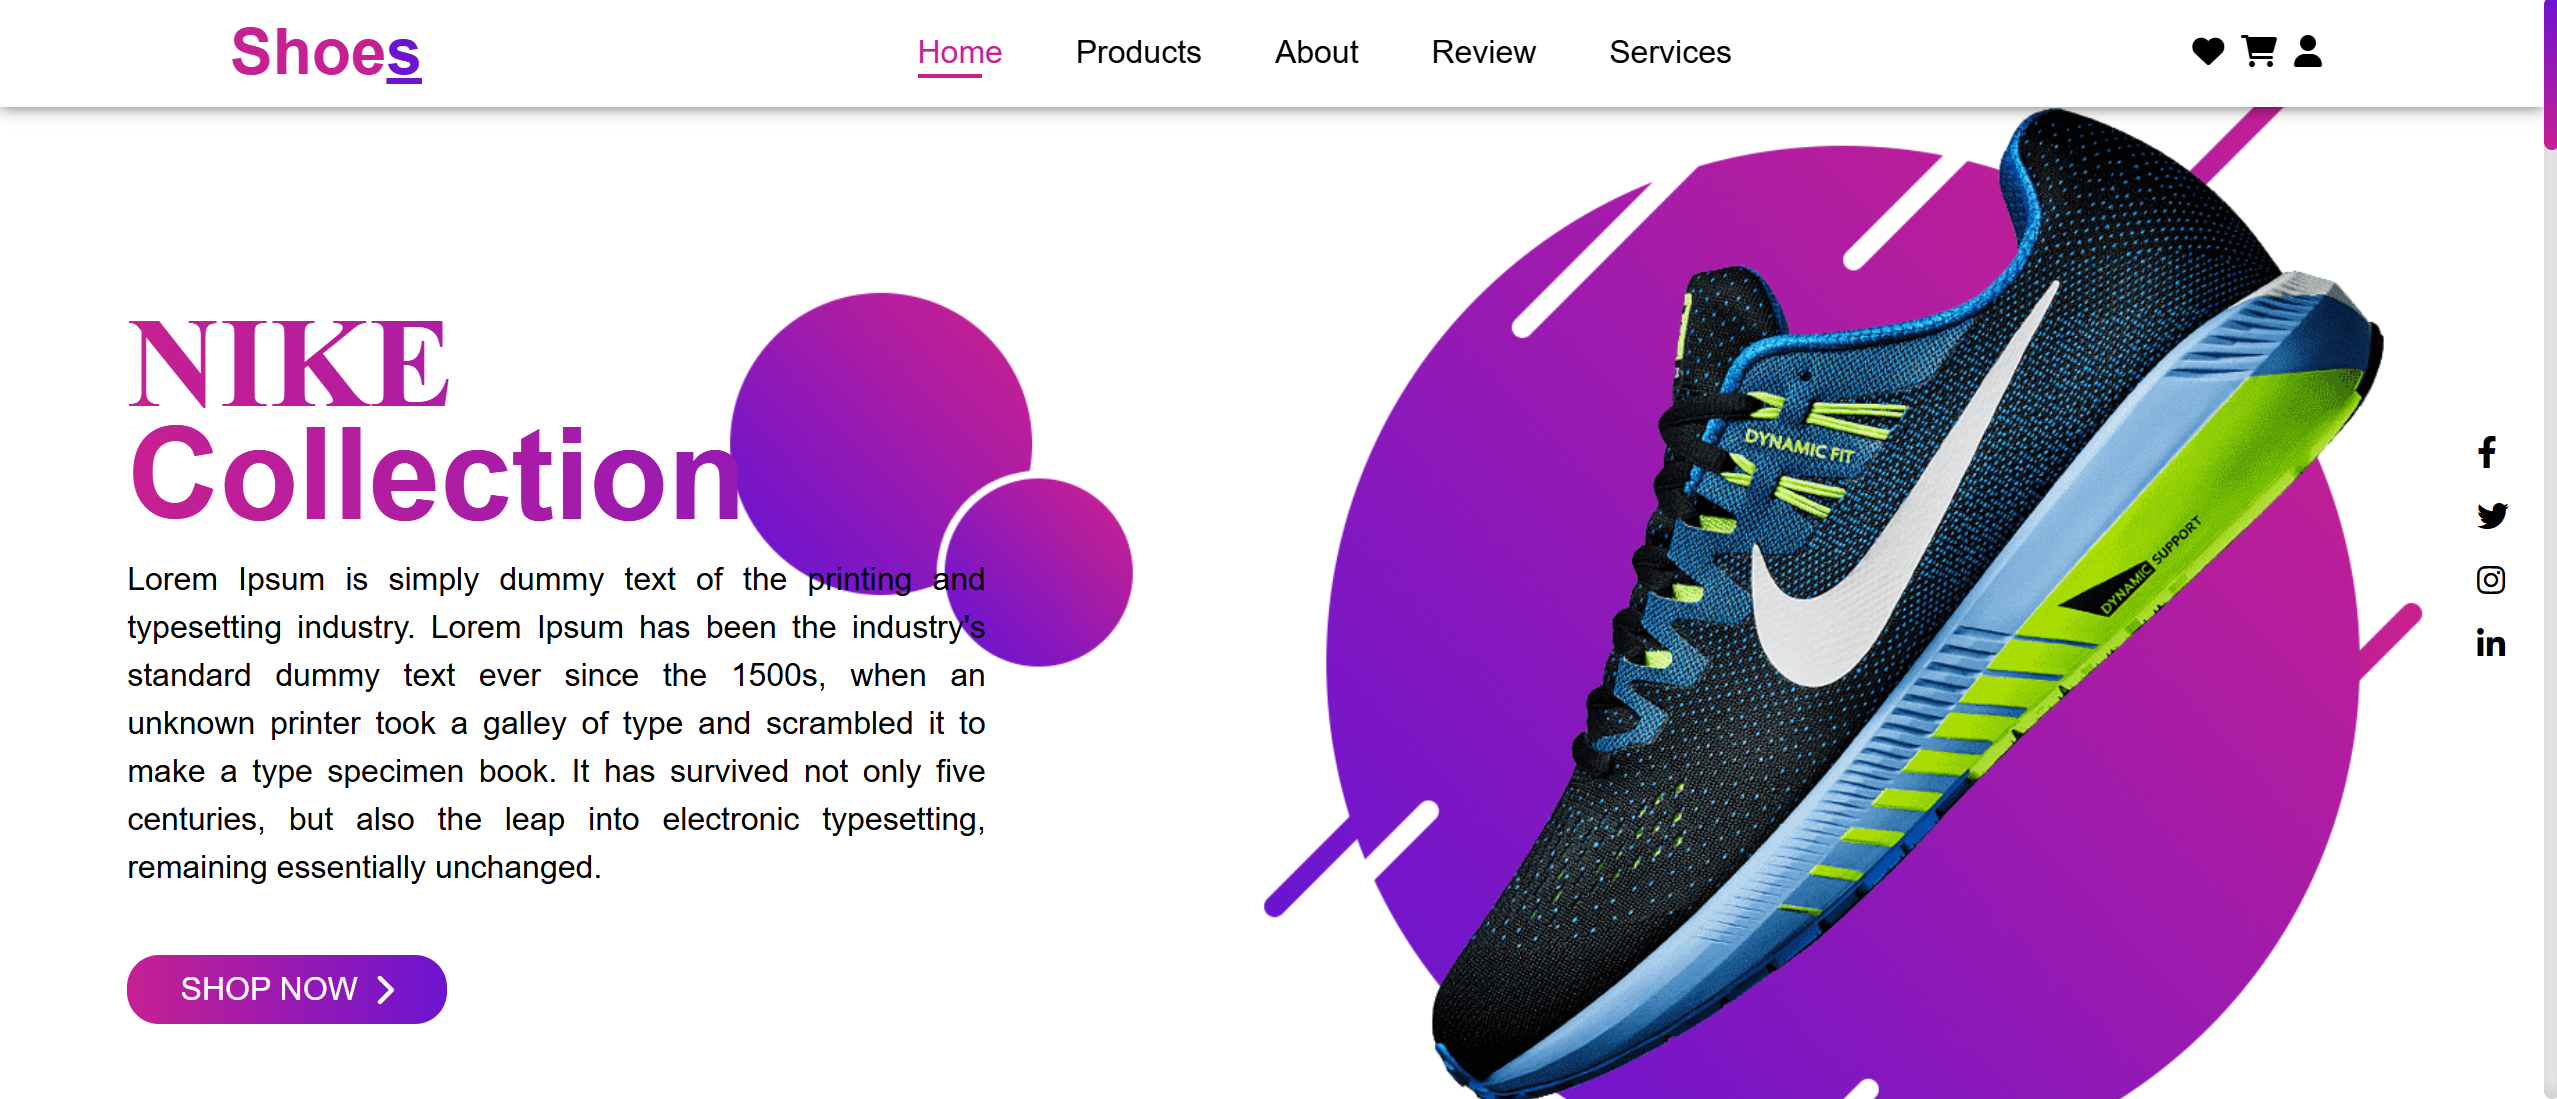 Shoes
Home Products About Review Services
NIKE
Collection
DYNAMIC FIT
DYNAMIC SUPPORT
Lorem Ipsum is simply dummy text of the printing and
typesetting industry. Lorem Ipsum has been the industry's
standard dummy text ever since the 1500s, when an
unknown printer took a galley of type and scrambled it to
make a type specimen book. It has survived not only five
centuries, but also the leap into electronic typesetting,
remaining essentially unchanged.
SHOP NOW